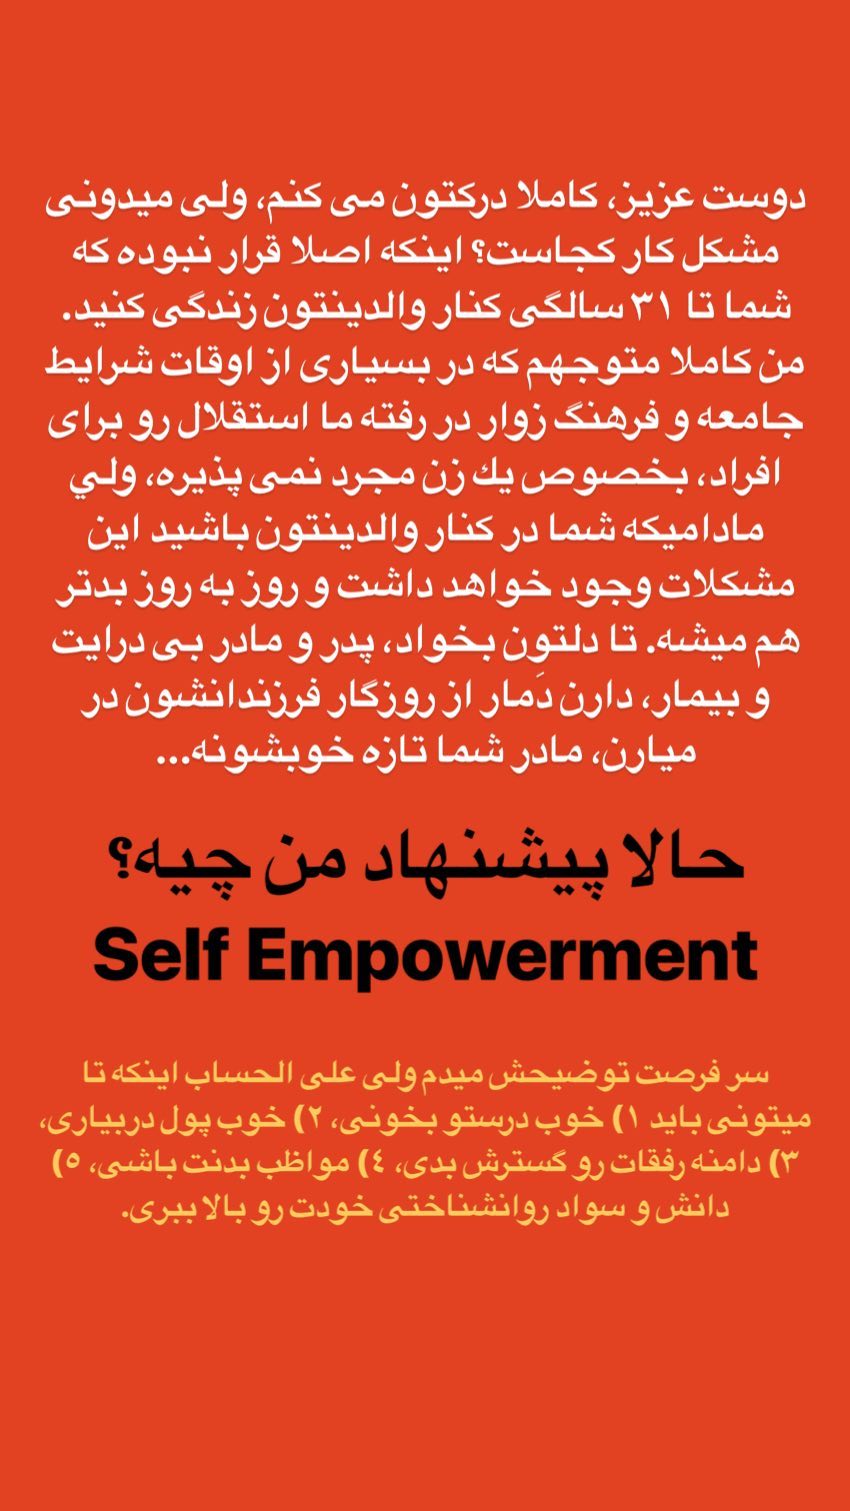 دوست عزیز، کاملا درکتون می کنم، ولی میدونی
مشکل کار کجاست؟ اینکه اصلا قرار نبوده که
شما تا ۳۱ سالگی کنار والدینتون زندگی کنید.
من کاملا متوجهم که در بسیاری از اوقات شرایط
جامعه و فرهنگ زوار در رفته ما استقلال رو برای
افراد، بخصوص يك زن مجرد نمی پذیره، ولي
مادامیکه شما در کنار والدینتون باشید این
مشکلات وجود خواهد داشت و روز به روز بدتر
هم میشه. تا دلتون بخواد، پدر و مادر بی درایت
و بیمار، دارن دَمار از روزگار فرزندانشون در
میارن، مادر شما تازه خوبشونه...
حالا پیشنهاد من چیه؟
Self Empowerment
سر فرصت توضیحش میدم ولی علی الحساب اینکه تا
میتونی باید ۱) خوب درستو بخونی، ۲) خوب پول دربیاری،
۳) دامنه رفقات رو گسترش بدی، ٤) مواظب بدنت باشی، ٥)
دانش و سواد روانشناختی خودت رو بالا ببری.